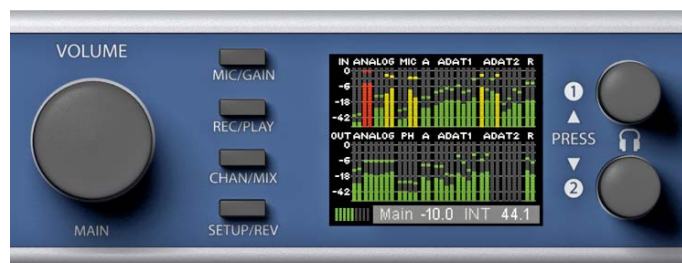 VOLUME
MAIN
MIC/GAIN
REC/PLAY
CHAN/MIX
SETUP/REV
IN ANALOG MIC A ADAT1 ADAT2 R
0
-6
-18
-42
OUT ANALOG PH A ADAT1 ADAT2 R
0
-6
-18
-42
Main -10.0 INT 44.1
1
PRESS
2